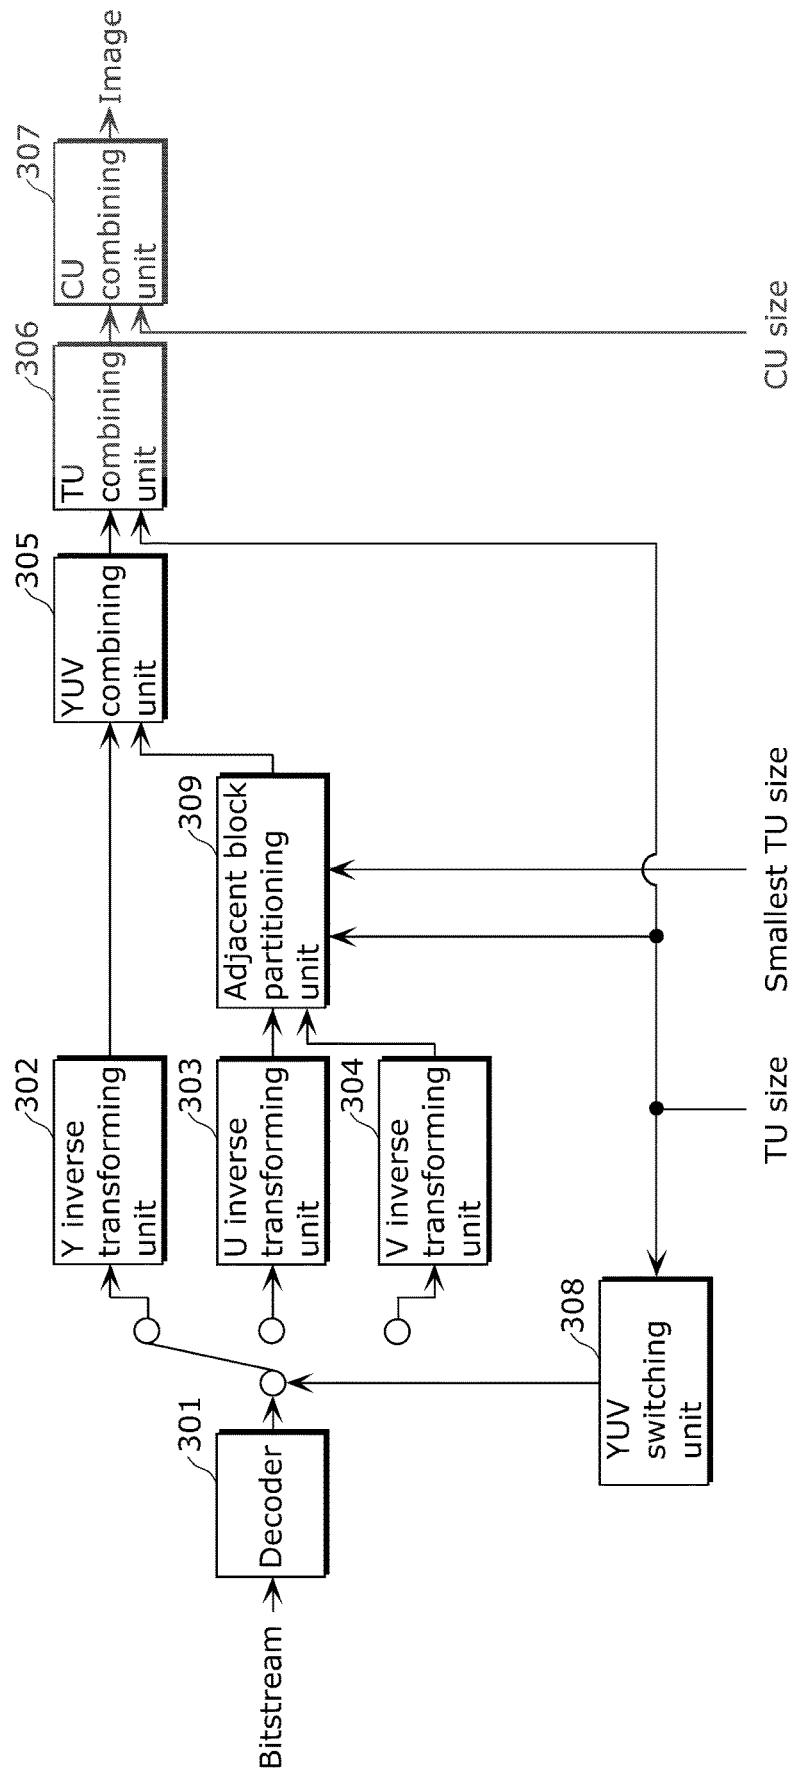 Bitstream
301
Decoder
302
Y inverse
transforming
unit
303
U inverse
transforming
unit
304
V inverse
transforming
unit
309
Adjacent block
partitioning
unit
305
YUV
combining
unit
306
TU
combining
unit
307
CU
combining
unit
Image
308
YUV
switching
unit
TU size
Smallest TU size
CU size